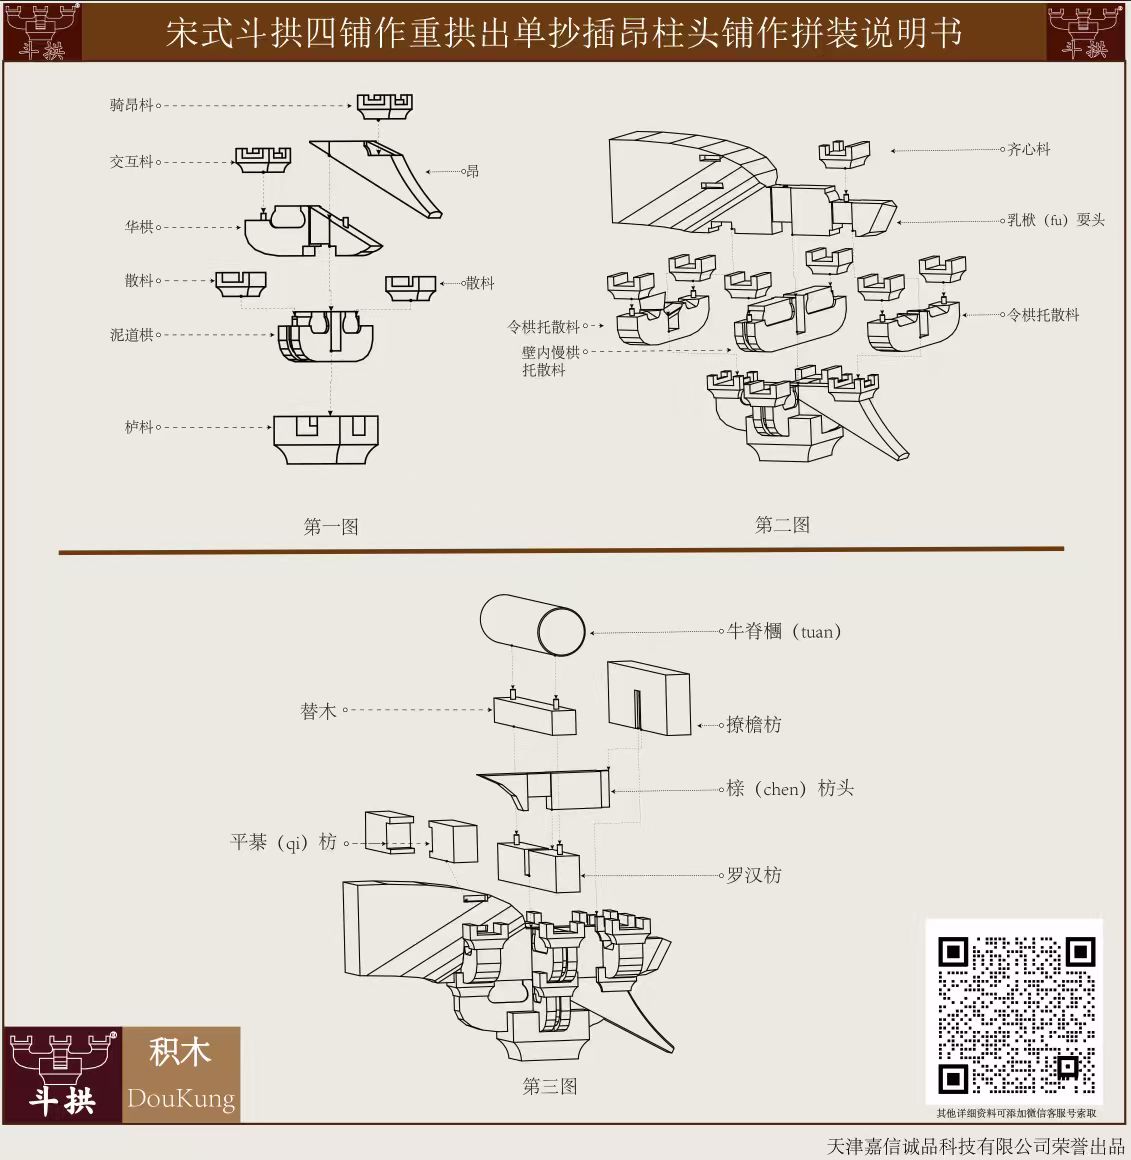 宋式斗拱四铺作重拱出单抄插昂柱头铺作拼装说明书
斗拱
斗拱
骑昂枓
交互枓
昂
华栱
散枓
散枓
泥道栱
栌枓
第一图
齐心枓
乳栿（fu）耍头
令栱托散枓
令栱托散枓
壁内慢栱
托散枓
第二图
牛脊槫（tuan）
替木
撩檐枋
榇（chen）枋头
平棊（qi）枋
罗汉枋
第三图
斗拱
积木
DouKung
其他详细资料可添加微信客服号索取
天津嘉信诚品科技有限公司荣誉出品